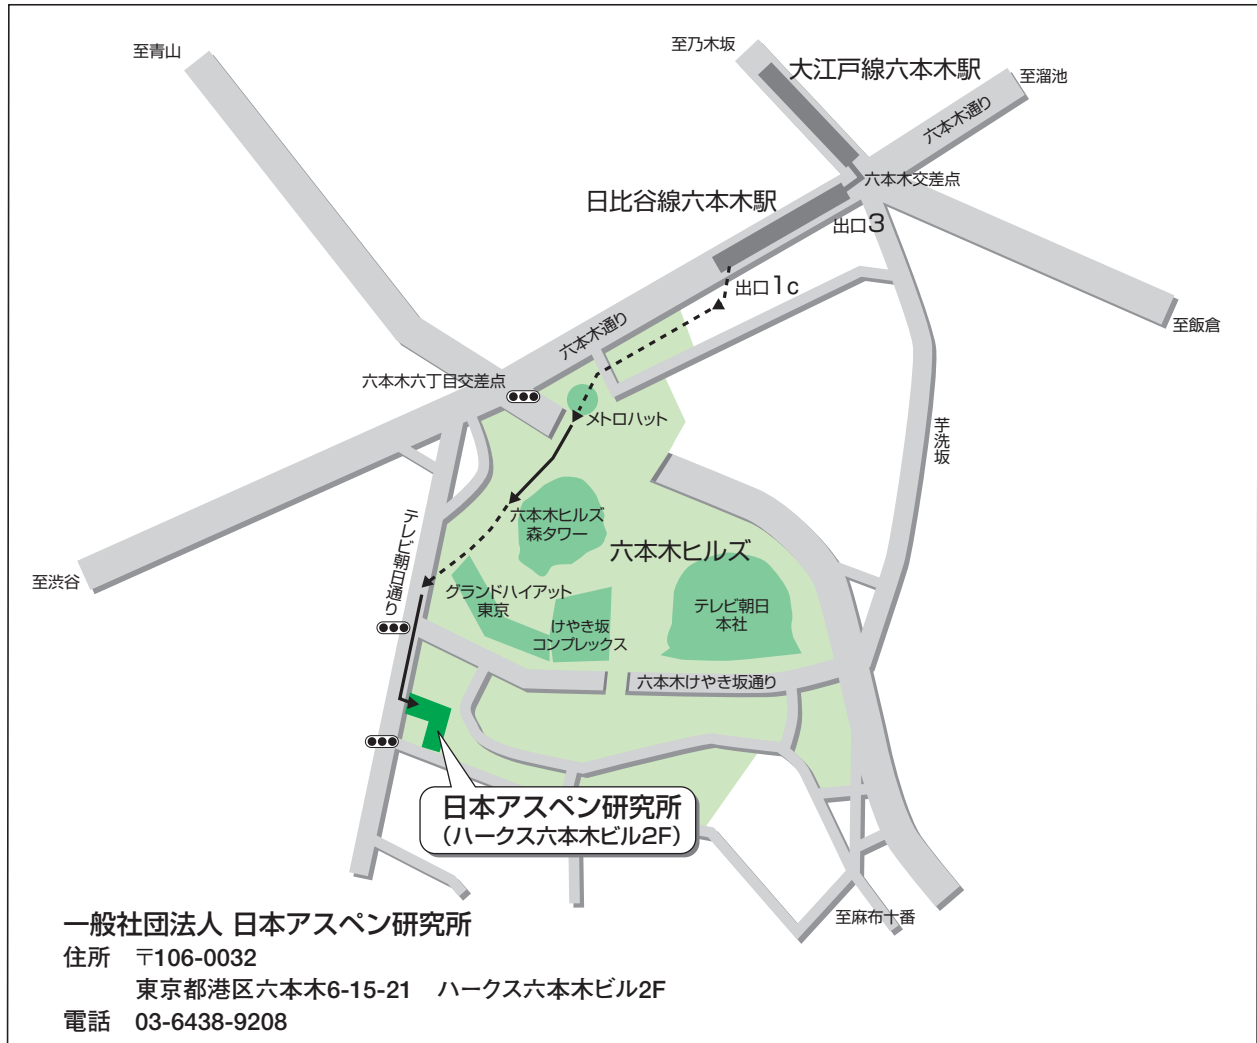 至青山
至乃木坂
大江戸線六本木駅
至溜池
六本木通り
六本木交差点
日比谷線六本木駅
出口3
出口1c
至飯倉
六本木通り
六本木六丁目交差点
メトロハット
芋洗坂
六本木ヒルズ
森タワー
六本木ヒルズ
至渋谷
テレビ朝日通り
グランドハイアット
東京
けやき坂
コンプレックス
テレビ朝日
本社
六本木けやき坂通り
日本アスペン研究所
(ハークス六本木ビル2F)
至麻布十番
一般社団法人 日本アスペン研究所
住所 〒106-0032
東京都港区六本木6-15-21 ハークス六本木ビル2F
電話 03-6438-9208